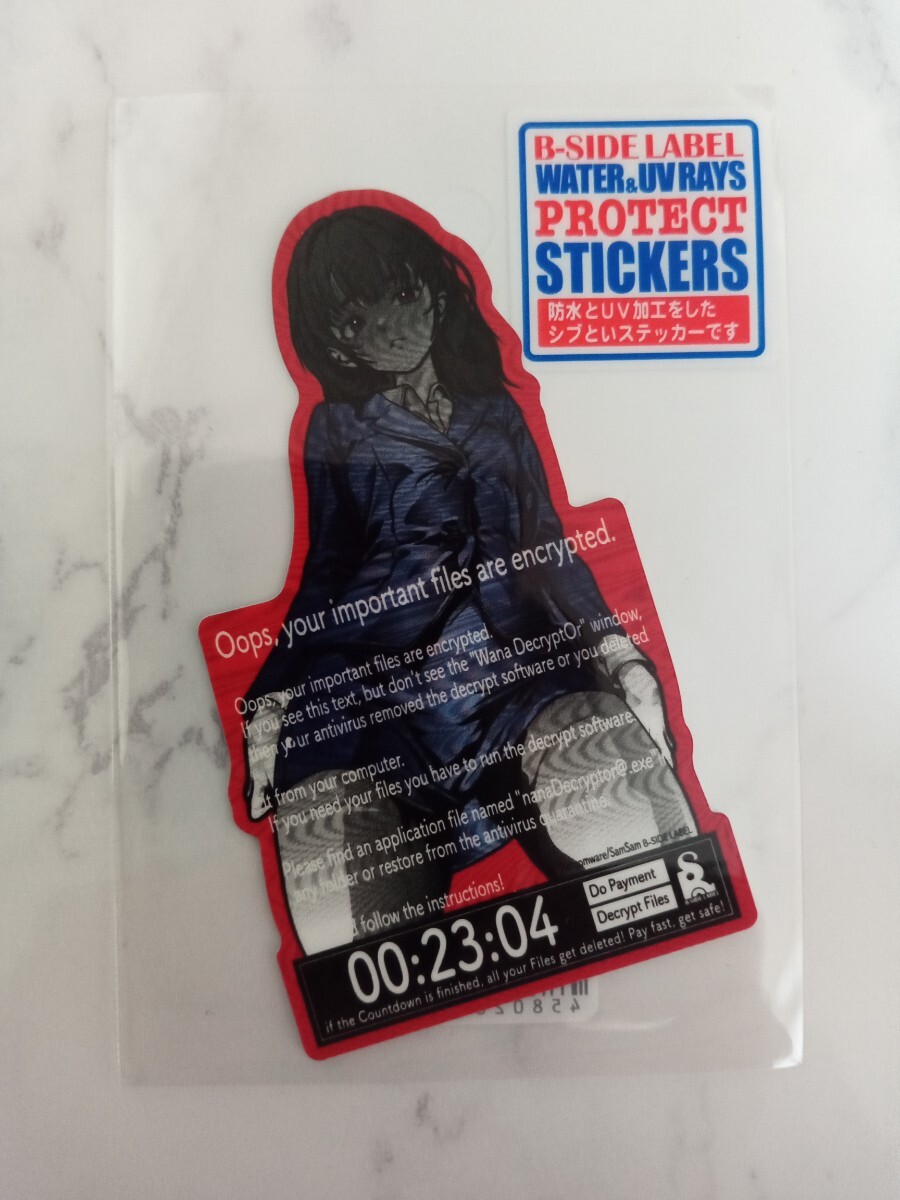 B-SIDE LABEL
WATER&UV RAYS
PROTECT
STICKERS
防水とUV加工をした
シブといステッカーです
Oops, your important files are encrypted.
Oops, your important files are encrypted.
If you see this text, but don't see the "Wana DecryptOr" window,
then your antivirus removed the decrypt software or you deleted
it from your computer.
If you need your files you have to run the decrypt software.
Please find an application file named "nanaDecryptor@.exe"
any folder or restore from the antivirus quarantine.
follow the instructions!
omware/SamSam B-SIDE LABEL
Do Payment
Decrypt Files
00:23:04
if the Countdown is finished, all your Files get deleted! Pay fast, get safe!